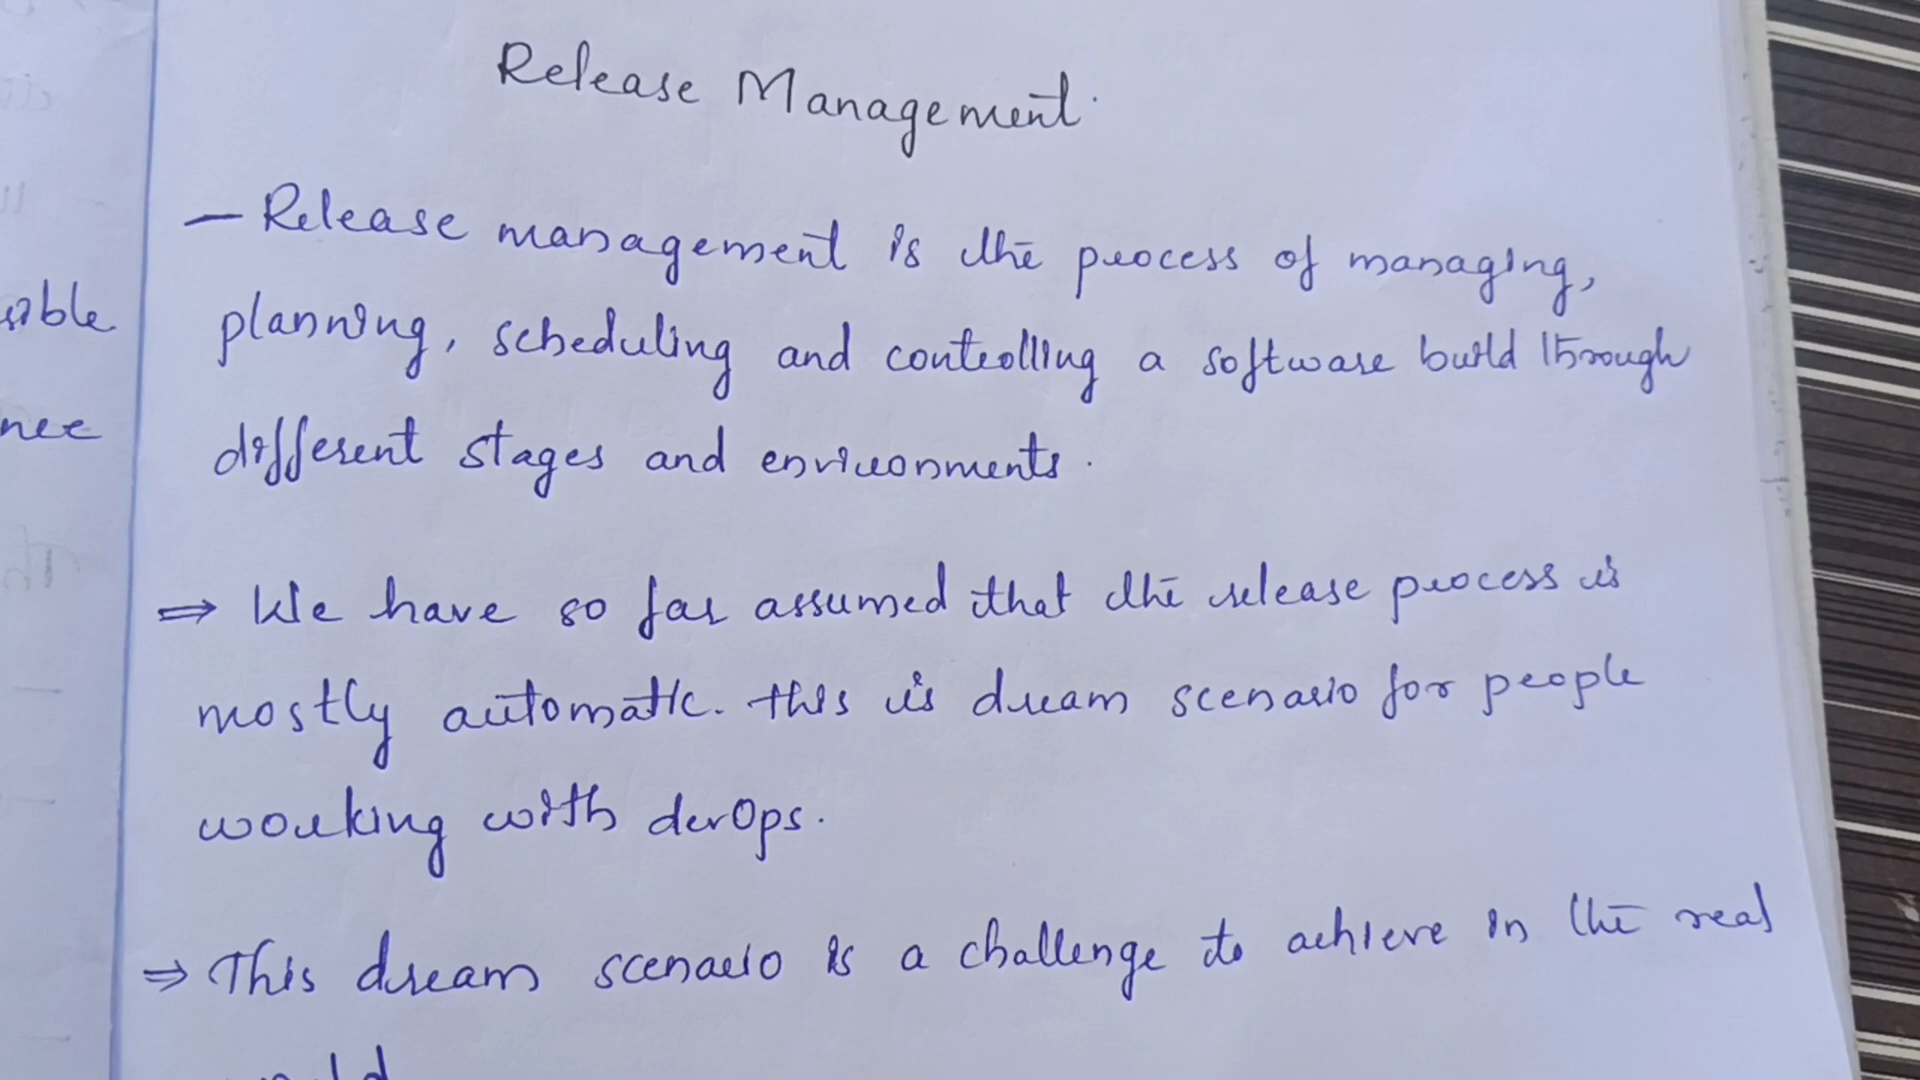 Release Management.
— Release management is the process of managing,
planning, scheduling and controlling a software build through
different stages and environments.
⇒ We have so far assumed that the release process is
mostly automatic. this is dream scenario for people
working with devOps.
⇒ This dream scenario is a challenge to achieve in the real